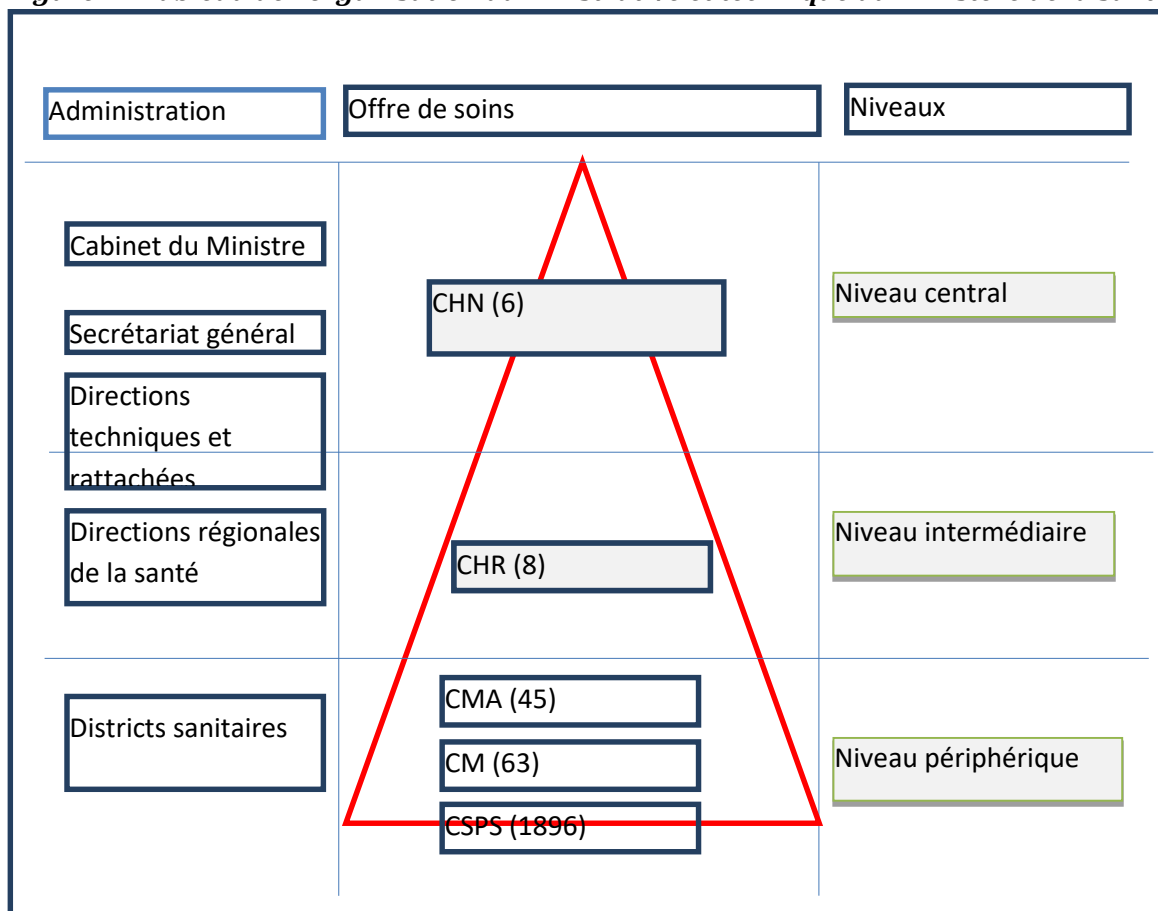 Administration
Offre de soins
Niveaux
Cabinet du Ministre
Secrétariat général
Directions
techniques et
rattachées
CHN (6)
Niveau central
Directions régionales
de la santé
CHR (8)
Niveau intermédiaire
Districts sanitaires
CMA (45)
CM (63)
CSPS (1896)
Niveau périphérique